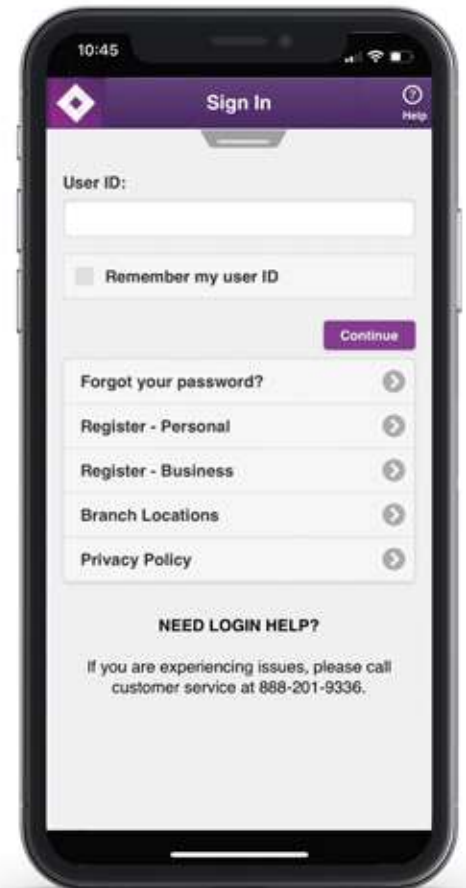 10:45
Sign In
Help
User ID:
Remember my user ID
Continue
Forgot your password?
Register - Personal
Register - Business
Branch Locations
Privacy Policy
NEED LOGIN HELP?
If you are experiencing issues, please call
customer service at 888-201-9336.